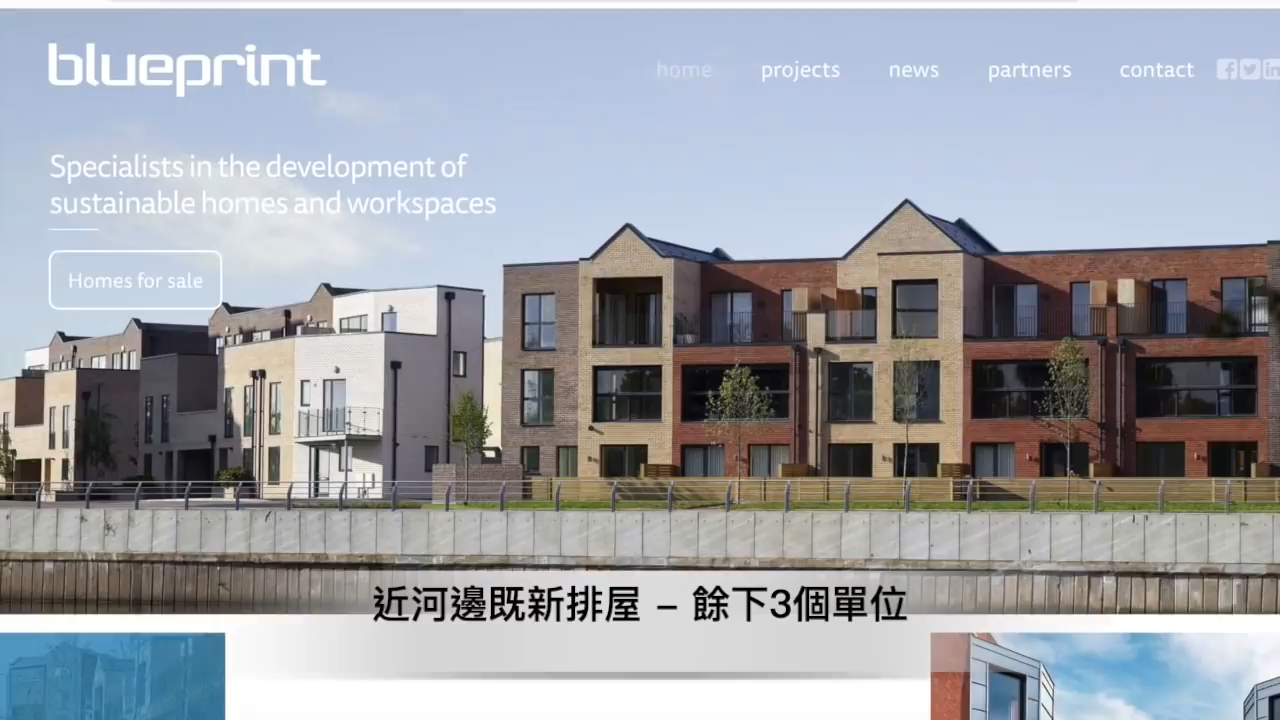 blueprint
home
projects
news
partners
contact
Specialists in the development of
sustainable homes and workspaces
Homes for sale
近河邊既新排屋 – 餘下3個單位